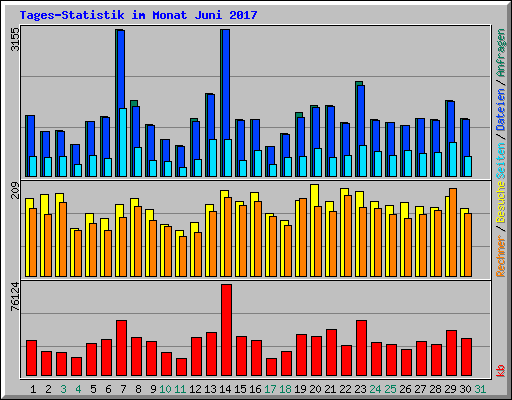 Tages-Statistik im Monat Juni 2017
3155
209
76124
Rechner / Besuche Seiten / Dateien / Anfragen
kb
1 2 3 4 5 6 7 8 9 10 11 12 13 14 15 16 17 18 19 20 21 22 23 24 25 26 27 28 29 30 31